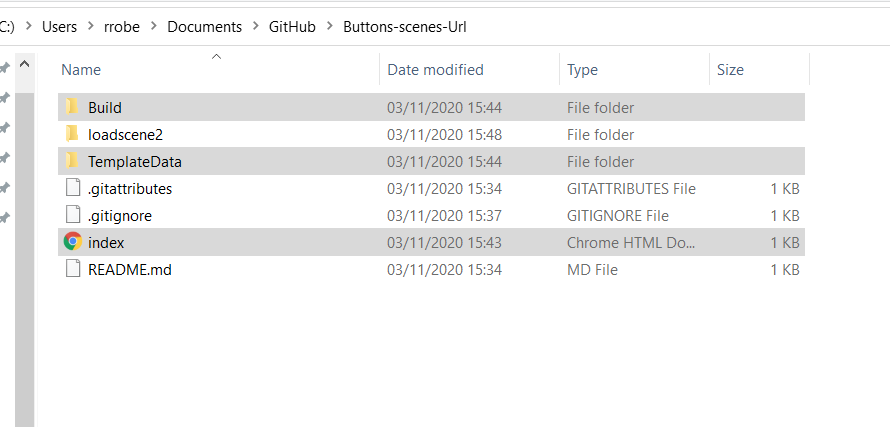 C:) > Users > rrobe > Documents > GitHub > Buttons-scenes-Url
Name Date modified Type Size
Build 03/11/2020 15:44 File folder
loadscene2 03/11/2020 15:48 File folder
TemplateData 03/11/2020 15:44 File folder
.gitattributes 03/11/2020 15:34 GITATTRIBUTES File 1 KB
.gitignore 03/11/2020 15:37 GITIGNORE File 1 KB
index 03/11/2020 15:43 Chrome HTML Do... 1 KB
README.md 03/11/2020 15:34 MD File 1 KB